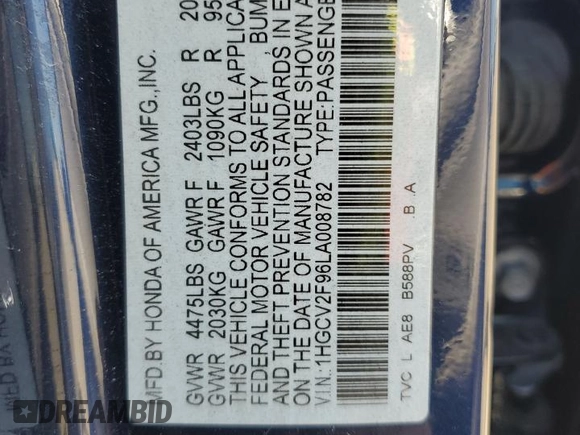 MFD.BY HONDA OF AMERICA MFG.,INC.
GVWR 4475LBS GAWR F 2403LBS R 20
GVWR 2030KG GAWR F 1090KG R 95
THIS VEHICLE CONFORMS TO ALL APPLICA
FEDERAL MOTOR VEHICLE SAFETY, BUM
AND THEFT PREVENTION STANDARDS IN E
ON THE DATE OF MANUFACTURE SHOWN A
V.I.N.: 1HGCV2F96LA008782 TYPE:PASSENGE
TVC L AE8 B588PV .B .A
DREAMBID